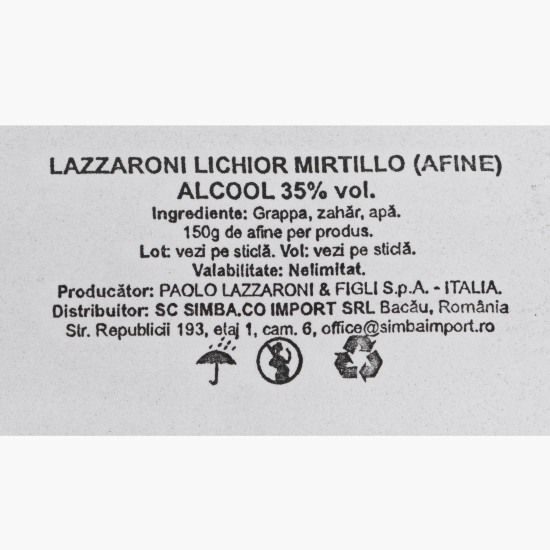 LAZZARONI LICHIOR MIRTILLO (AFINE)
ALCOOL 35% vol.
Ingrediente: Grappa, zahăr, apă.
150g de afine per produs.
Lot: vezi pe sticlă. Vol: vezi pe sticlă.
Valabilitate: Nelimitat.
Producător: PAOLO LAZZARONI & FIGLI S.p.A. - ITALIA.
Distribuitor: SC SIMBA.CO IMPORT SRL Bacău, România
Str. Republicii 193, etaj 1, cam. 6, office@simbaimport.ro